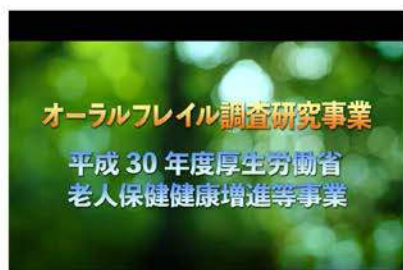 オーラルフレイル調査研究事業
平成 30 年度厚生労働省
老人保健健康増進等事業